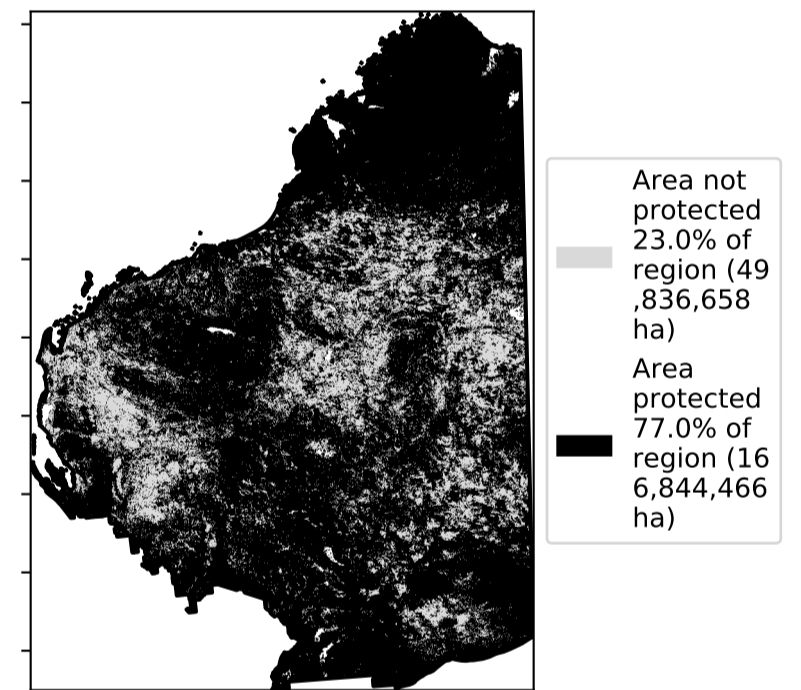 Area not
protected
23.0% of
region (49
,836,658
ha)
Area
protected
77.0% of
region (16
6,844,466
ha)